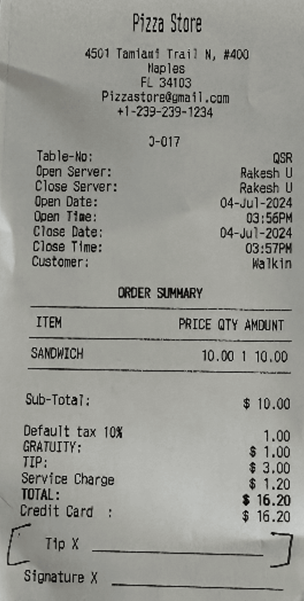 Pizza Store
4501 Tamiami Trail N, #400
Naples
FL 34103
Pizzastore@gmail.com
+1-239-239-1234
J-017
Table-No: QSR
Open Server: Rakesh U
Close Server: Rakesh U
Open Date: 04-Jul-2024
Open Time: 03:56PM
Close Date: 04-Jul-2024
Close Time: 03:57PM
Customer: Walkin
ORDER SUMMARY
ITEM PRICE QTY AMOUNT
SANDWICH 10.00 1 10.00
Sub-Total: $ 10.00
Default tax 10% 1.00
GRATUITY: $ 1.00
TIP: $ 3.00
Service Charge $ 1.20
TOTAL: $ 16.20
Credit Card : $ 16.20
Tip X
Signature X